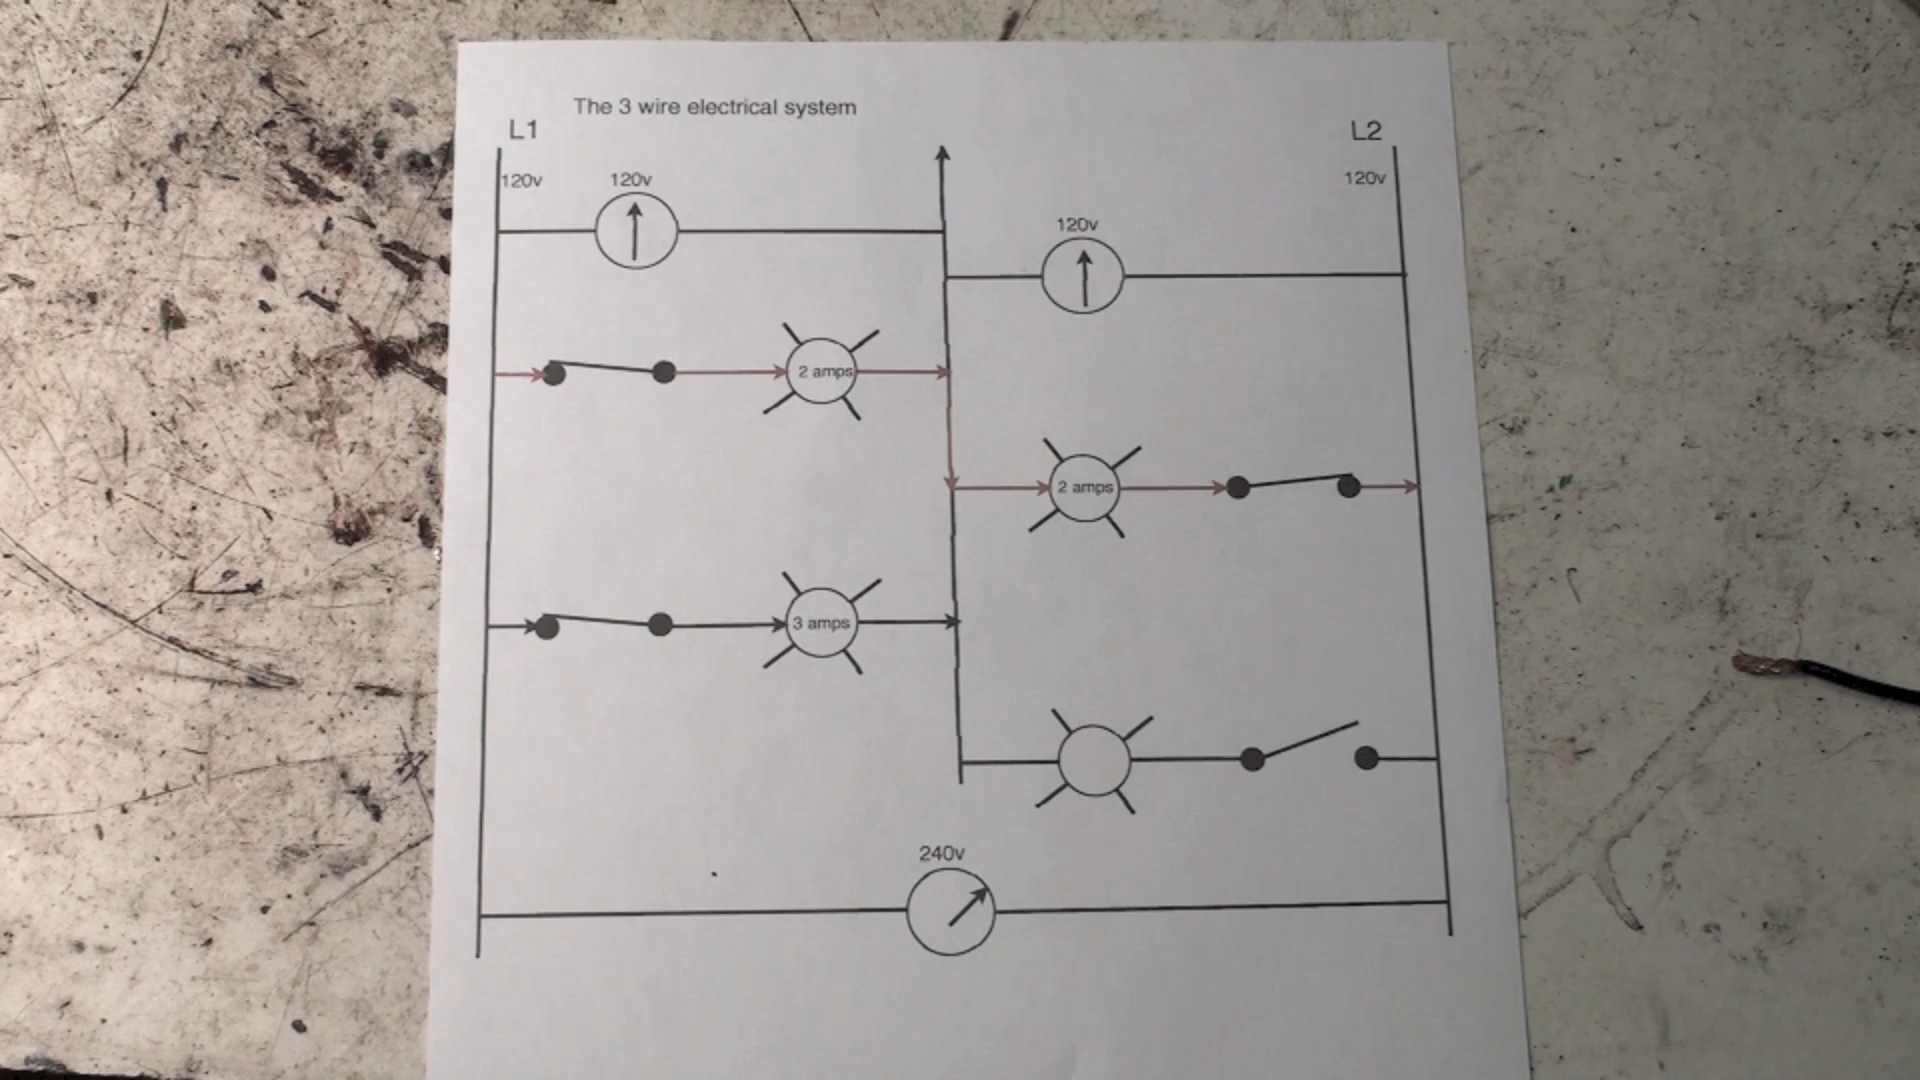 The 3 wire electrical system
L1
L2
120v
120v
120v
120v
2 amps
2 amps
3 amps
240v